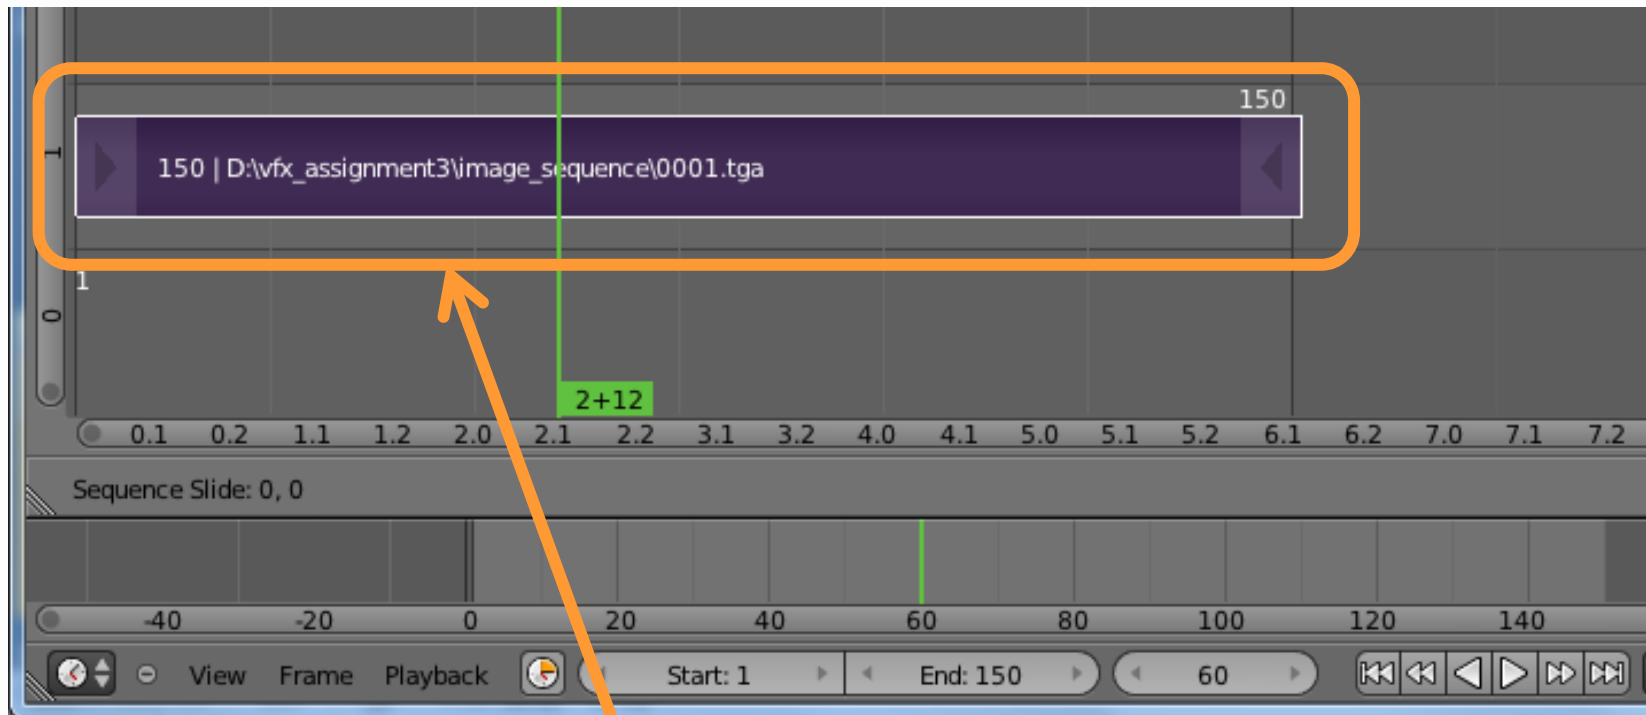 1
150
150 | D:\vfx_assignment3\image_sequence\0001.tga
1
0
2+12
0.1 0.2 1.1 1.2 2.0 2.1 2.2 3.1 3.2 4.0 4.1 5.0 5.1 5.2 6.1 6.2 7.0 7.1 7.2
Sequence Slide: 0, 0
-40 -20 0 20 40 60 80 100 120 140
View Frame Playback Start: 1 End: 150 60